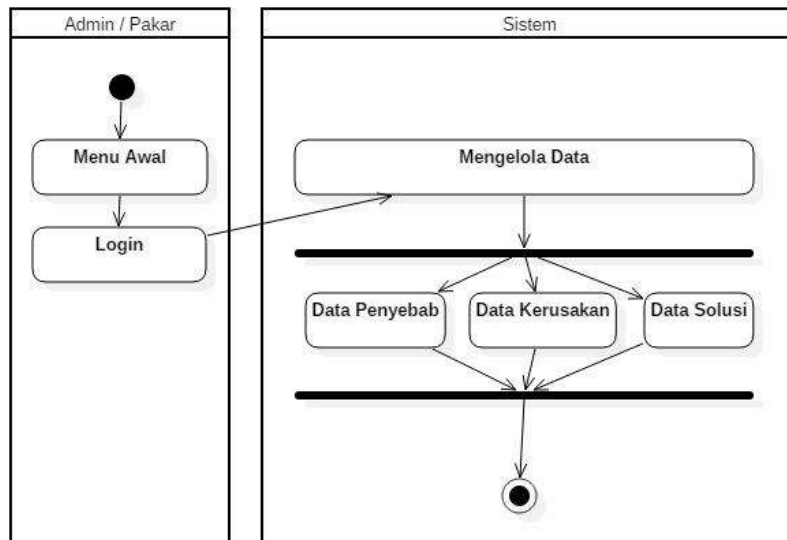 Admin / Pakar
Sistem
Menu Awal
Mengelola Data
Login
Data Penyebab
Data Kerusakan
Data Solusi